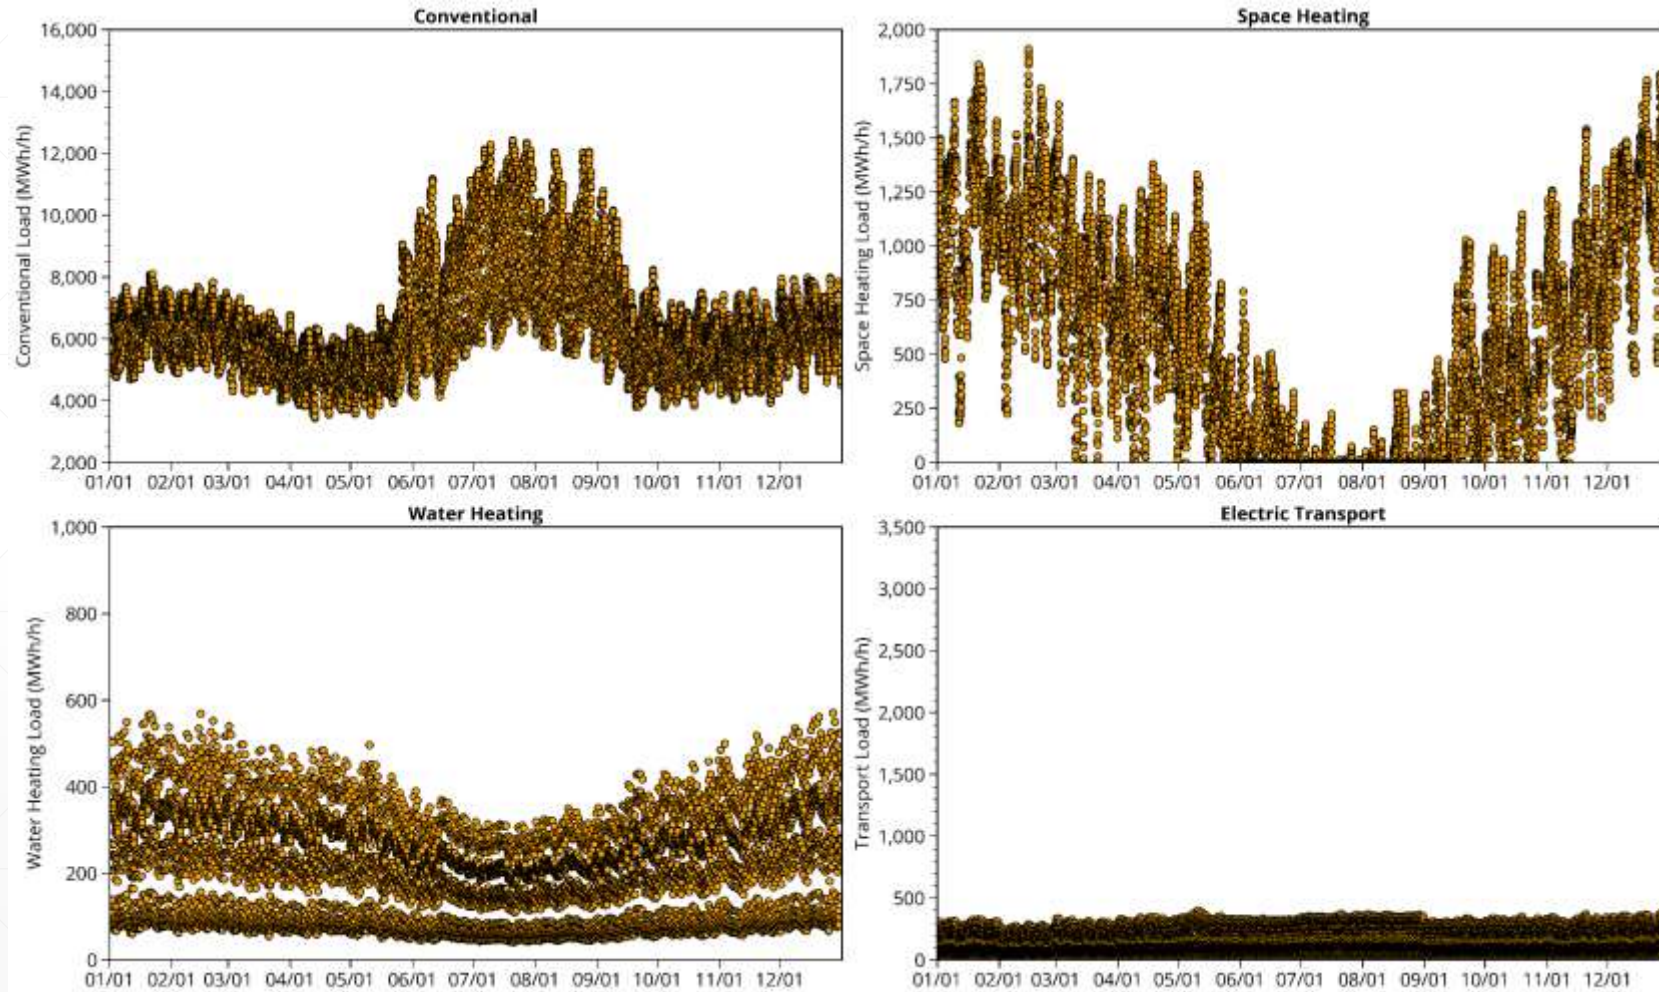 Conventional
16,000
14,000
12,000
10,000
8,000
6,000
4,000
2,000
Conventional Load (MWh/h)
01/01 02/01 03/01 04/01 05/01 06/01 07/01 08/01 09/01 10/01 11/01 12/01
Space Heating
2,000
1,750
1,500
1,250
1,000
750
500
250
0
Space Heating Load (MWh/h)
01/01 02/01 03/01 04/01 05/01 06/01 07/01 08/01 09/01 10/01 11/01 12/01
Water Heating
1,000
800
600
400
200
0
Water Heating Load (MWh/h)
01/01 02/01 03/01 04/01 05/01 06/01 07/01 08/01 09/01 10/01 11/01 12/01
Electric Transport
3,500
3,000
2,500
2,000
1,500
1,000
500
0
Transport Load (MWh/h)
01/01 02/01 03/01 04/01 05/01 06/01 07/01 08/01 09/01 10/01 11/01 12/01